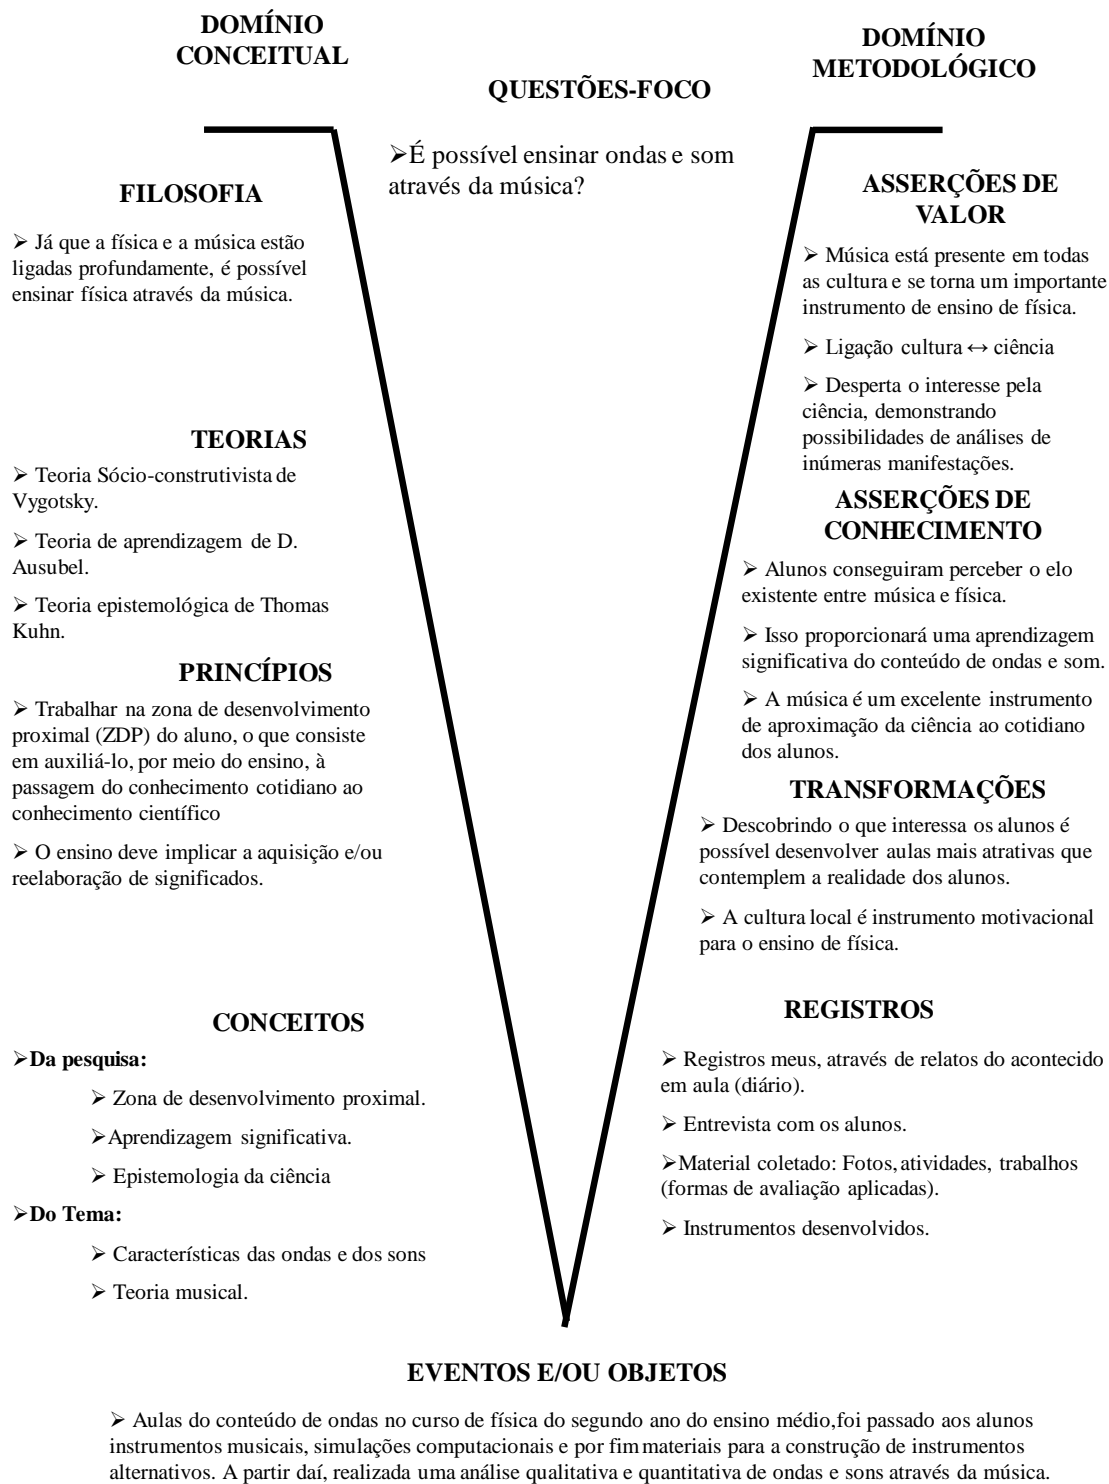 DOMÍNIO
CONCEITUAL
QUESTÕES-FOCO
➢É possível ensinar ondas e som
através da música?
DOMÍNIO
METODOLÓGICO
FILOSOFIA
➢ Já que a física e a música estão
ligadas profundamente, é possível
ensinar física através da música.
TEORIAS
➢ Teoria Sócio-construtivista de
Vygotsky.
➢ Teoria de aprendizagem de D.
Ausubel.
➢ Teoria epistemológica de Thomas
Kuhn.
PRINCÍPIOS
➢ Trabalhar na zona de desenvolvimento
proximal (ZDP) do aluno, o que consiste
em auxiliá-lo, por meio do ensino, à
passagem do conhecimento cotidiano ao
conhecimento científico
➢ O ensino deve implicar a aquisição e/ou
reelaboração de significados.
CONCEITOS
➢Da pesquisa:
➢ Zona de desenvolvimento proximal.
➢Aprendizagem significativa.
➢ Epistemologia da ciência
➢Do Tema:
➢ Características das ondas e dos sons
➢ Teoria musical.
ASSERÇÕES DE
VALOR
➢ Música está presente em todas
as cultura e se torna um importante
instrumento de ensino de física.
➢ Ligação cultura ↔ ciência
➢ Desperta o interesse pela
ciência, demonstrando
possibilidades de análises de
inúmeras manifestações.
ASSERÇÕES DE
CONHECIMENTO
➢ Alunos conseguiram perceber o elo
existente entre música e física.
➢ Isso proporcionará uma aprendizagem
significativa do conteúdo de ondas e som.
➢ A música é um excelente instrumento
de aproximação da ciência ao cotidiano
dos alunos.
TRANSFORMAÇÕES
➢ Descobrindo o que interessa os alunos é
possível desenvolver aulas mais atrativas que
contemplem a realidade dos alunos.
➢ A cultura local é instrumento motivacional
para o ensino de física.
REGISTROS
➢ Registros meus, através de relatos do acontecido
em aula (diário).
➢ Entrevista com os alunos.
➢Material coletado: Fotos, atividades, trabalhos
(formas de avaliação aplicadas).
➢ Instrumentos desenvolvidos.
EVENTOS E/OU OBJETOS
➢ Aulas do conteúdo de ondas no curso de física do segundo ano do ensino médio,foi passado aos alunos
instrumentos musicais, simulações computacionais e por fim materiais para a construção de instrumentos
alternativos. A partir daí, realizada uma análise qualitativa e quantitativa de ondas e sons através da música.